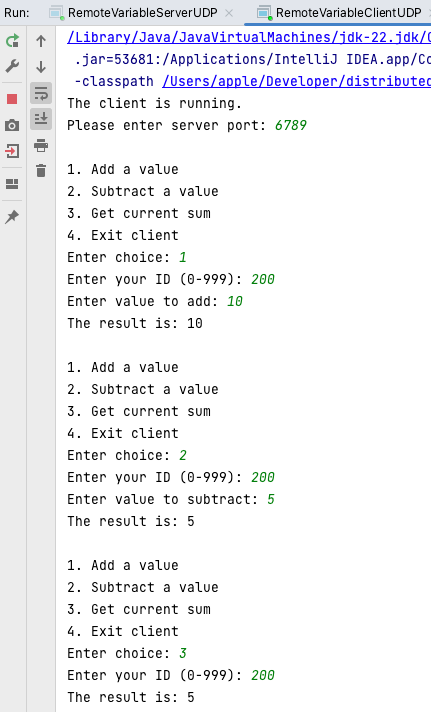 Run: RemoteVariableServerUDP RemoteVariableClientUDP
/Library/Java/JavaVirtualMachines/jdk-22.jdk/
.jar=53681:/Applications/IntelliJ IDEA.app/Co
-classpath /Users/apple/Developer/distributed
The client is running.
Please enter server port: 6789
1. Add a value
2. Subtract a value
3. Get current sum
4. Exit client
Enter choice: 1
Enter your ID (0-999): 200
Enter value to add: 10
The result is: 10
1. Add a value
2. Subtract a value
3. Get current sum
4. Exit client
Enter choice: 2
Enter your ID (0-999): 200
Enter value to subtract: 5
The result is: 5
1. Add a value
2. Subtract a value
3. Get current sum
4. Exit client
Enter choice: 3
Enter your ID (0-999): 200
The result is: 5